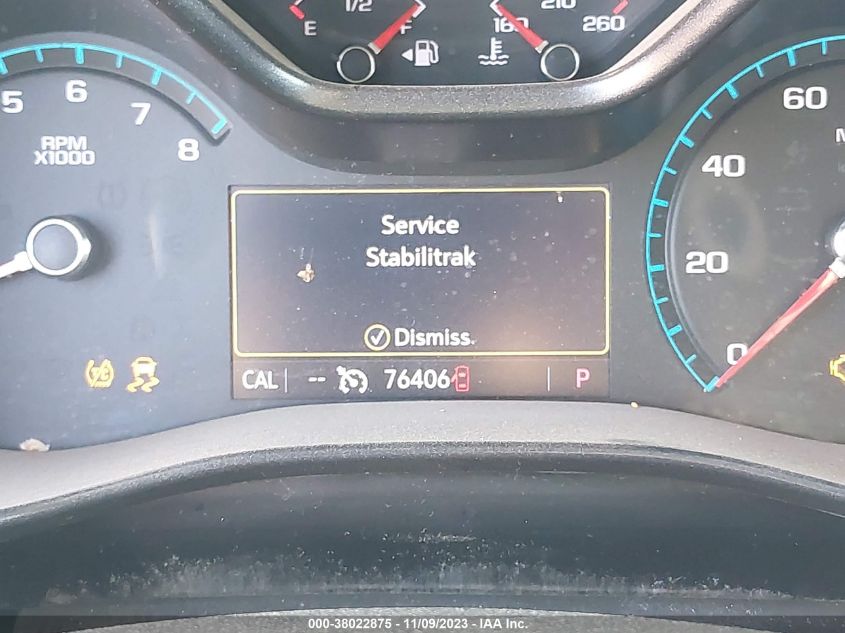 1/2 210
E F 160 260
5 6 7 8
RPM
X1000
60
40
20
0
Service
Stabilitrak
Dismiss
CAL -- 76406 P
000-38022875 - 11/09/2023 - IAA Inc.